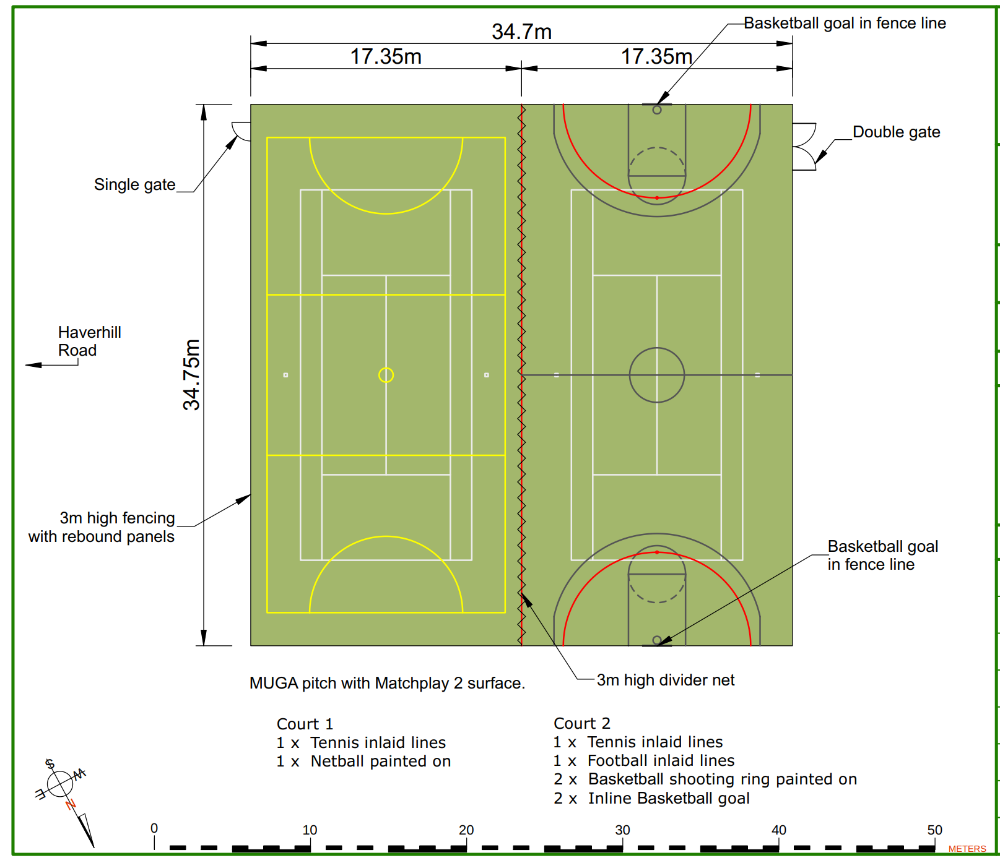 Basketball goal in fence line
34.7m
17.35m
17.35m
Double gate
Single gate
Haverhill
Road
34.75m
3m high fencing
with rebound panels
Basketball goal
in fence line
3m high divider net
MUGA pitch with Matchplay 2 surface.
Court 1
1 x Tennis inlaid lines
1 x Netball painted on
Court 2
1 x Tennis inlaid lines
1 x Football inlaid lines
2 x Basketball shooting ring painted on
2 x Inline Basketball goal
S
W
E
N
0 10 20 30 40 50
METERS